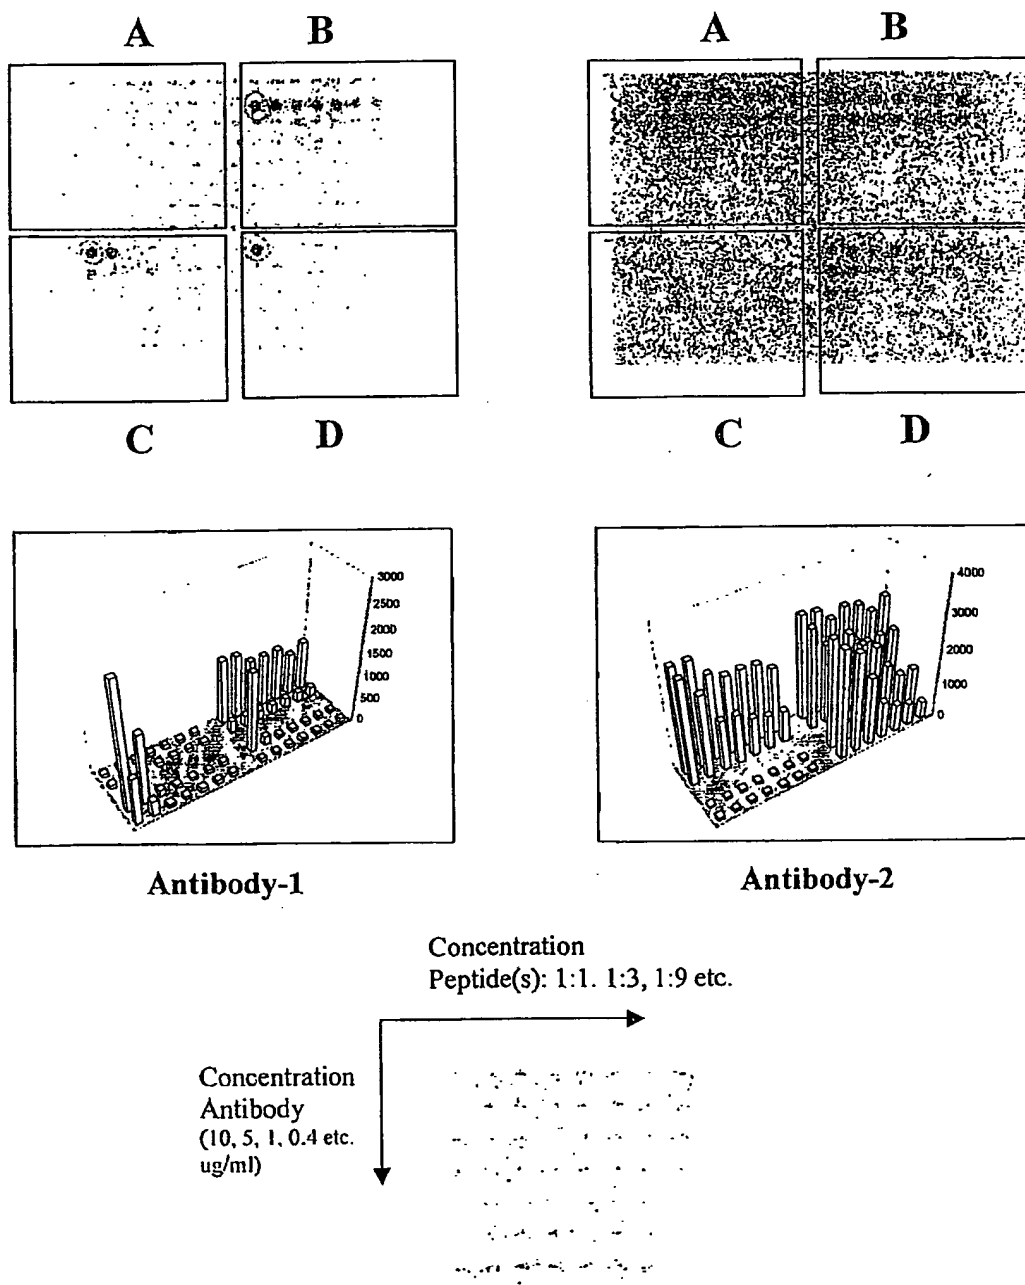 A B A B
C D C D
3000
2500
2000
1500
1000
500
0
4000
3000
2000
1000
0
Antibody-1 Antibody-2
Concentration
Peptide(s): 1:1. 1:3, 1:9 etc.
Concentration
Antibody
(10, 5, 1, 0.4 etc.
ug/ml)